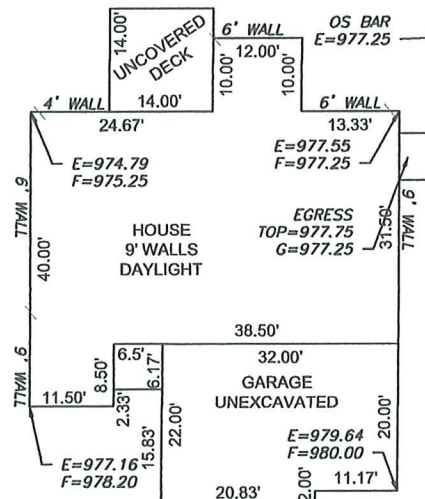 OS BAR
E=977.25
6' WALL
12.00'
14.00'
UNCOVERED
DECK
10.00'
10.00'
4' WALL
14.00'
6' WALL
24.67'
13.33'
E=974.79
F=975.25
E=977.55
F=977.25
6' WALL
9' WALL
EGRESS
TOP=977.75
G=977.25
31.50'
HOUSE
9' WALLS
DAYLIGHT
40.00'
38.50'
9' WALL
8.50'
6.5'
6.17'
32.00'
GARAGE
UNEXCAVATED
11.50'
2.33'
15.83'
22.00'
20.00'
E=979.64
F=980.00
E=977.16
F=978.20
11.17'
20.83'